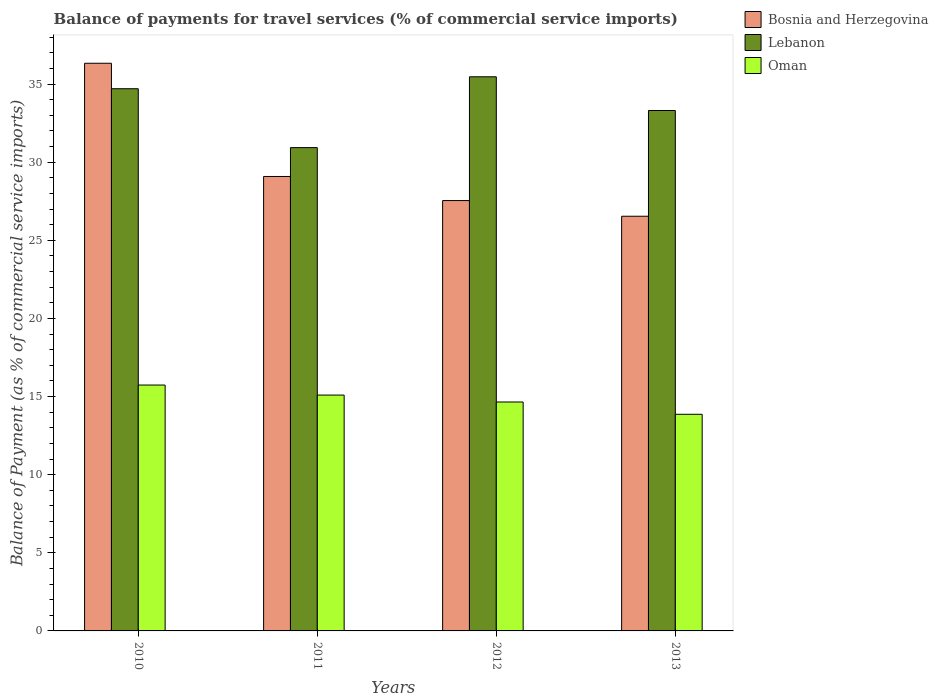 Balance of payments for travel services (% of commercial service imports)
Bosnia and Herzegovina
Lebanon
Oman
Balance of Payment (as % of commercial service imports)
35
30
25
20
15
10
5
0
2010
2011
2012
2013
Years